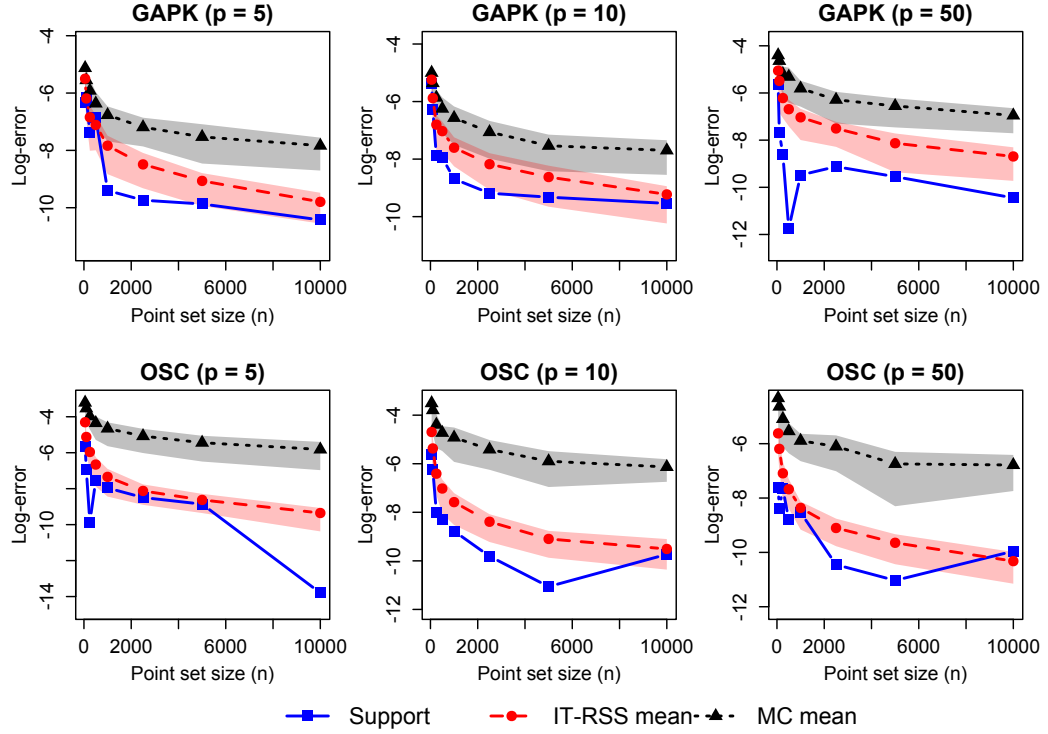 GAPK (p = 5)
GAPK (p = 10)
GAPK (p = 50)
Log-error
-4
-6
-8
-10
0
2000
6000
10000
Point set size (n)
Log-error
-4
-6
-8
-10
0
2000
6000
10000
Point set size (n)
Log-error
-4
-6
-8
-10
-12
0
2000
6000
10000
Point set size (n)
OSC (p = 5)
OSC (p = 10)
OSC (p = 50)
Log-error
-4
-6
-8
-10
-14
0
2000
6000
10000
Point set size (n)
Log-error
-4
-6
-8
-10
-12
0
2000
6000
10000
Point set size (n)
Log-error
-6
-8
-10
-12
0
2000
6000
10000
Point set size (n)
Support
IT-RSS mean
MC mean